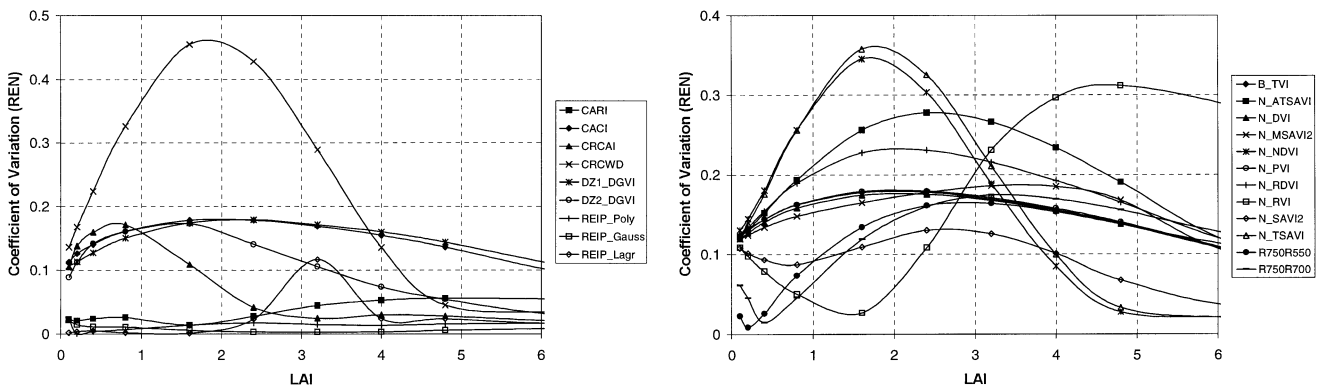 Coefficient of Variation (REN)
0.5
0.4
0.3
0.2
0.1
0
0 1 2 3 4 5 6
LAI
CARI
CACI
CRCAI
CRCWD
DZ1_DGVI
DZ2_DGVI
REIP_Poly
REIP_Gauss
REIP_Lagr
Coefficient of Variation (REN)
0.4
0.3
0.2
0.1
0
0 1 2 3 4 5 6
LAI
B_TVI
N_ATSAVI
N_DVI
N_MSAVI2
N_NDVI
N_PVI
N_RDVI
N_RVI
N_SAVI2
N_TSAVI
R750R550
R750R700